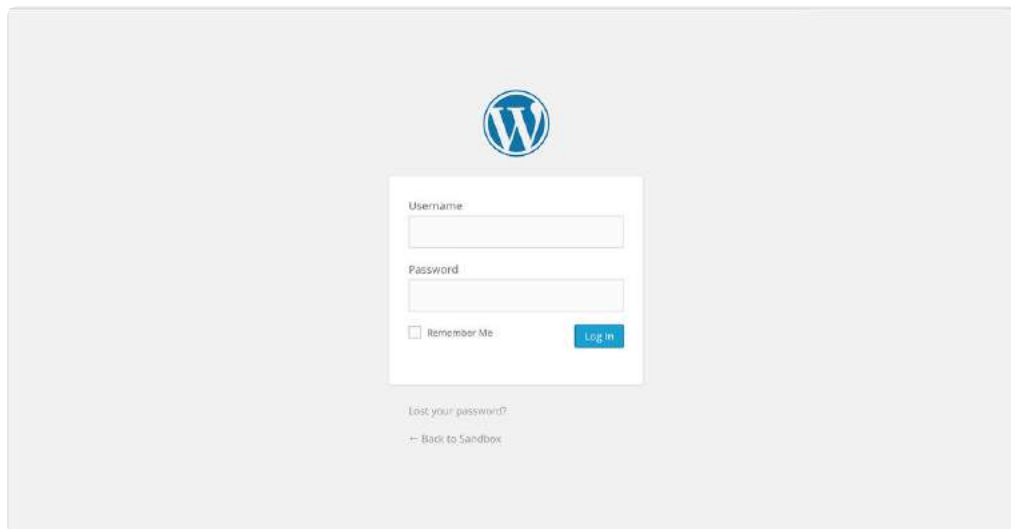 Username
Password
Remember Me
Log In
Lost your password?
← Back to Sandbox